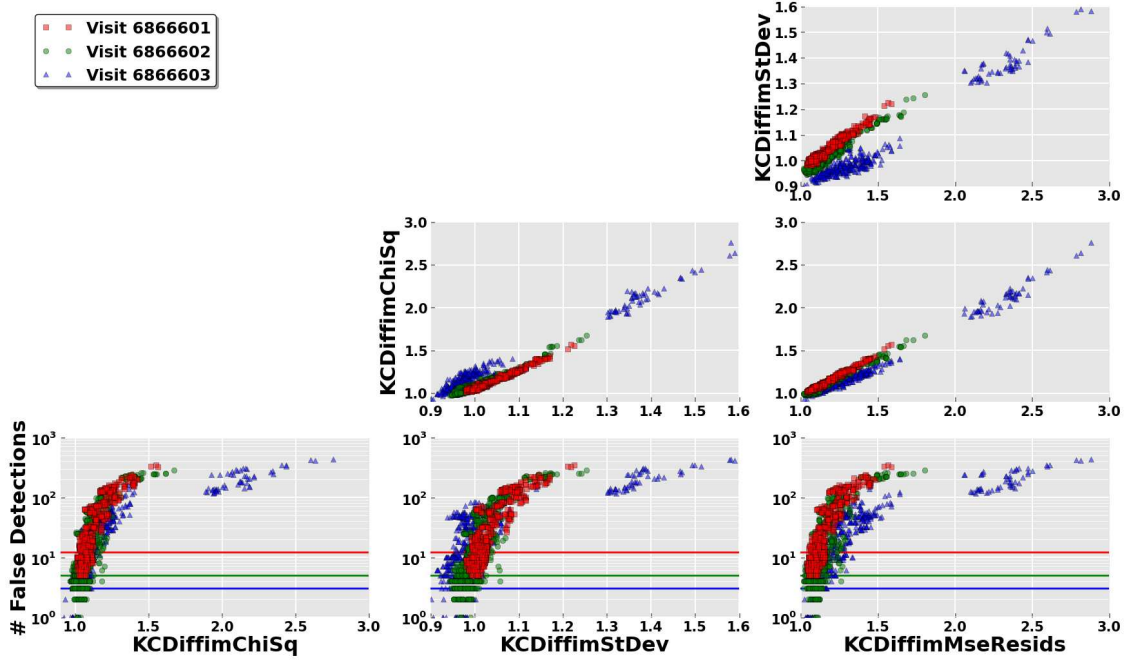 Visit 6866601
Visit 6866602
Visit 6866603
KCDiffimStDev
1.6
1.5
1.4
1.3
1.2
1.1
1.0
0.9
1.0 1.5 2.0 2.5 3.0
KCDiffimChiSq
3.0
2.5
2.0
1.5
1.0
0.9 1.0 1.1 1.2 1.3 1.4 1.5 1.6
3.0
2.5
2.0
1.5
1.0
1.0 1.5 2.0 2.5 3.0
# False Detections
10³
10²
10¹
10⁰
1.0 1.5 2.0 2.5 3.0
KCDiffimChiSq
10³
10²
10¹
10⁰
0.9 1.0 1.1 1.2 1.3 1.4 1.5 1.6
KCDiffimStDev
10³
10²
10¹
10⁰
1.0 1.5 2.0 2.5 3.0
KCDiffimMseResids